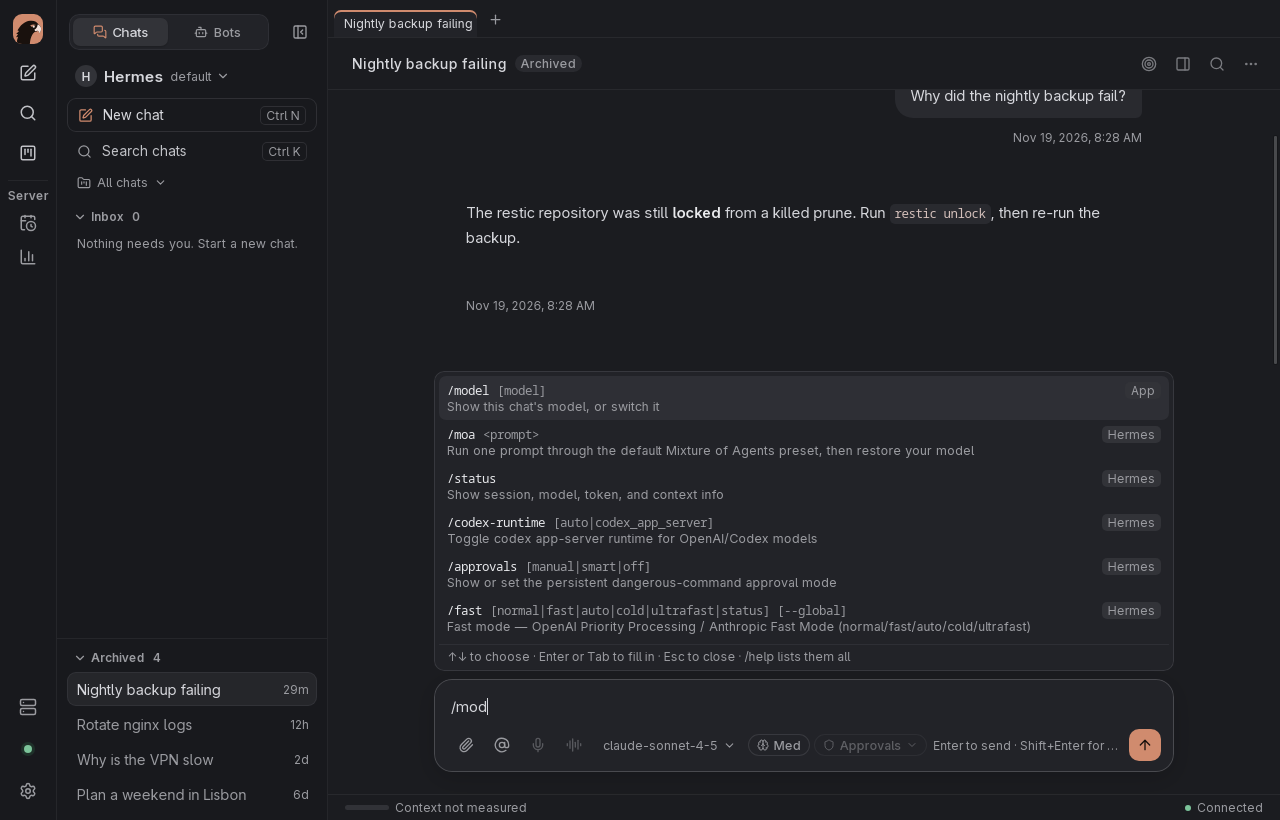 Chats
Bots
Nightly backup failing
H Hermes default
Nightly backup failing Archived
New chat Ctrl N
Search chats Ctrl K
All chats
Server
Inbox 0
Nothing needs you. Start a new chat.
Why did the nightly backup fail?
Nov 19, 2026, 8:28 AM
The restic repository was still locked from a killed prune. Run restic unlock, then re-run the
backup.
Nov 19, 2026, 8:28 AM
/model [model] App
Show this chat's model, or switch it
/moa <prompt> Hermes
Run one prompt through the default Mixture of Agents preset, then restore your model
/status Hermes
Show session, model, token, and context info
/codex-runtime [auto|codex_app_server] Hermes
Toggle codex app-server runtime for OpenAI/Codex models
/approvals [manual|smart|off] Hermes
Show or set the persistent dangerous-command approval mode
/fast [normal|fast|auto|cold|ultrafast|status] [--global] Hermes
Fast mode — OpenAI Priority Processing / Anthropic Fast Mode (normal/fast/auto/cold/ultrafast)
↑↓ to choose · Enter or Tab to fill in · Esc to close · /help lists them all
Archived 4
Nightly backup failing 29m
Rotate nginx logs 12h
Why is the VPN slow 2d
Plan a weekend in Lisbon 6d
/mod
claude-sonnet-4-5 Med Approvals Enter to send · Shift+Enter for …
Context not measured
Connected